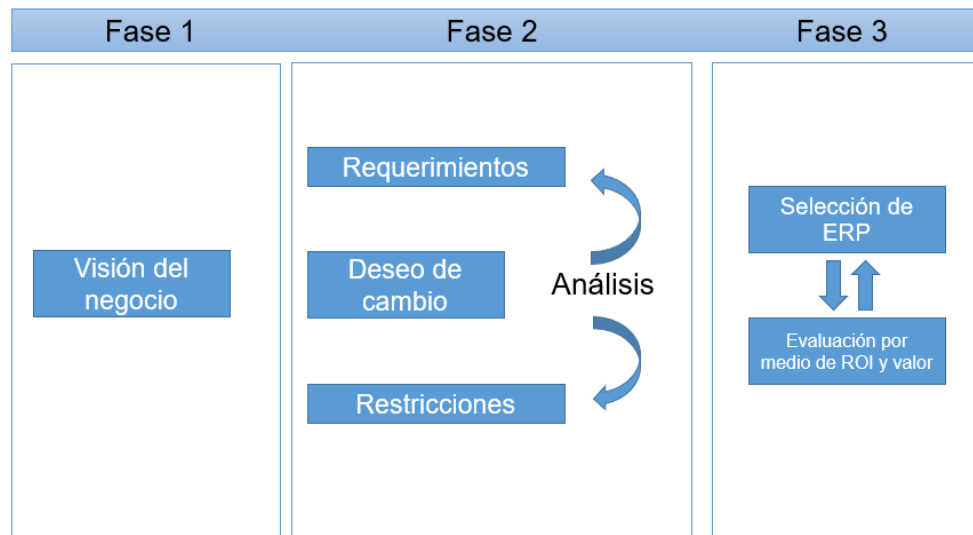 Fase 1
Fase 2
Fase 3
Visión del
negocio
Requerimientos
Deseo de
cambio
Análisis
Restricciones
Selección de
ERP
Evaluación por
medio de ROI y valor